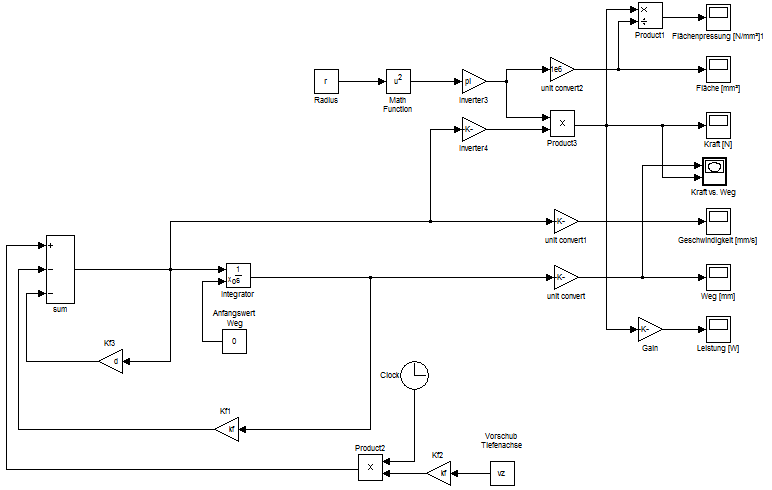 ×
÷
Product1
Flächenpressung [N/mm²]1
r
Radius
u²
Math
Function
pi
Inverter3
1e6
unit convert2
Fläche [mm²]
-K-
Inverter4
X
Product3
Kraft [N]
Kraft vs. Weg
-K-
unit convert1
Geschwindigkeit [mm/s]
+
−
−
sum
1
s
xo
Integrator
-K-
unit convert
Weg [mm]
Anfangswert
Weg
0
-K-
Gain
Leistung [W]
Kf3
d
Clock
Kf1
kf
Product2
X
Kf2
kf
Vorschub
Tiefenachse
vz